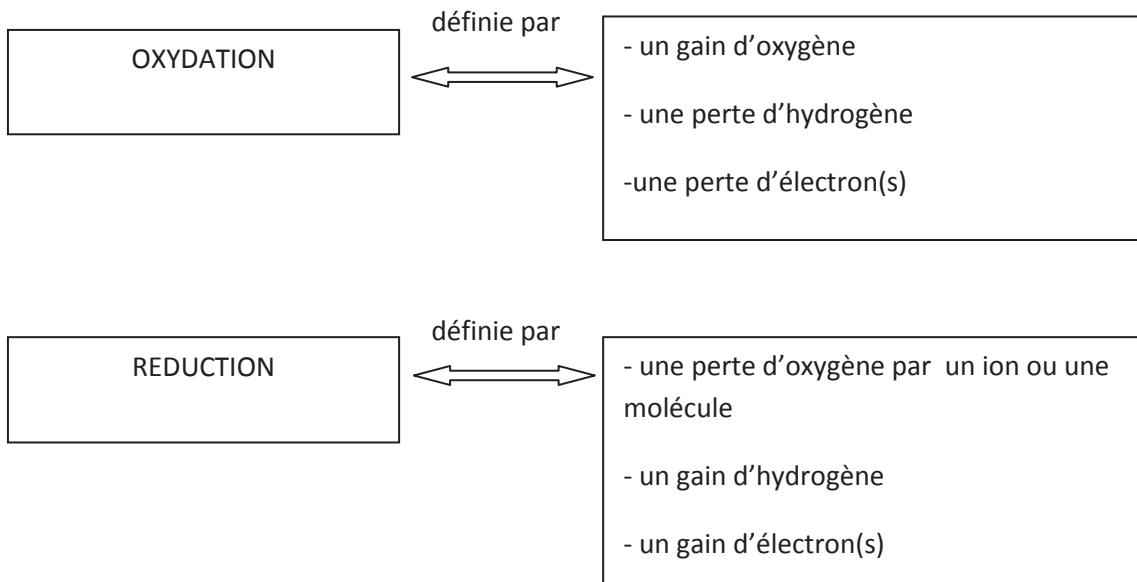 définie par
OXYDATION
- un gain d’oxygène
- une perte d’hydrogène
-une perte d’électron(s)
définie par
REDUCTION
- une perte d’oxygène par un ion ou une
molécule
- un gain d’hydrogène
- un gain d’électron(s)